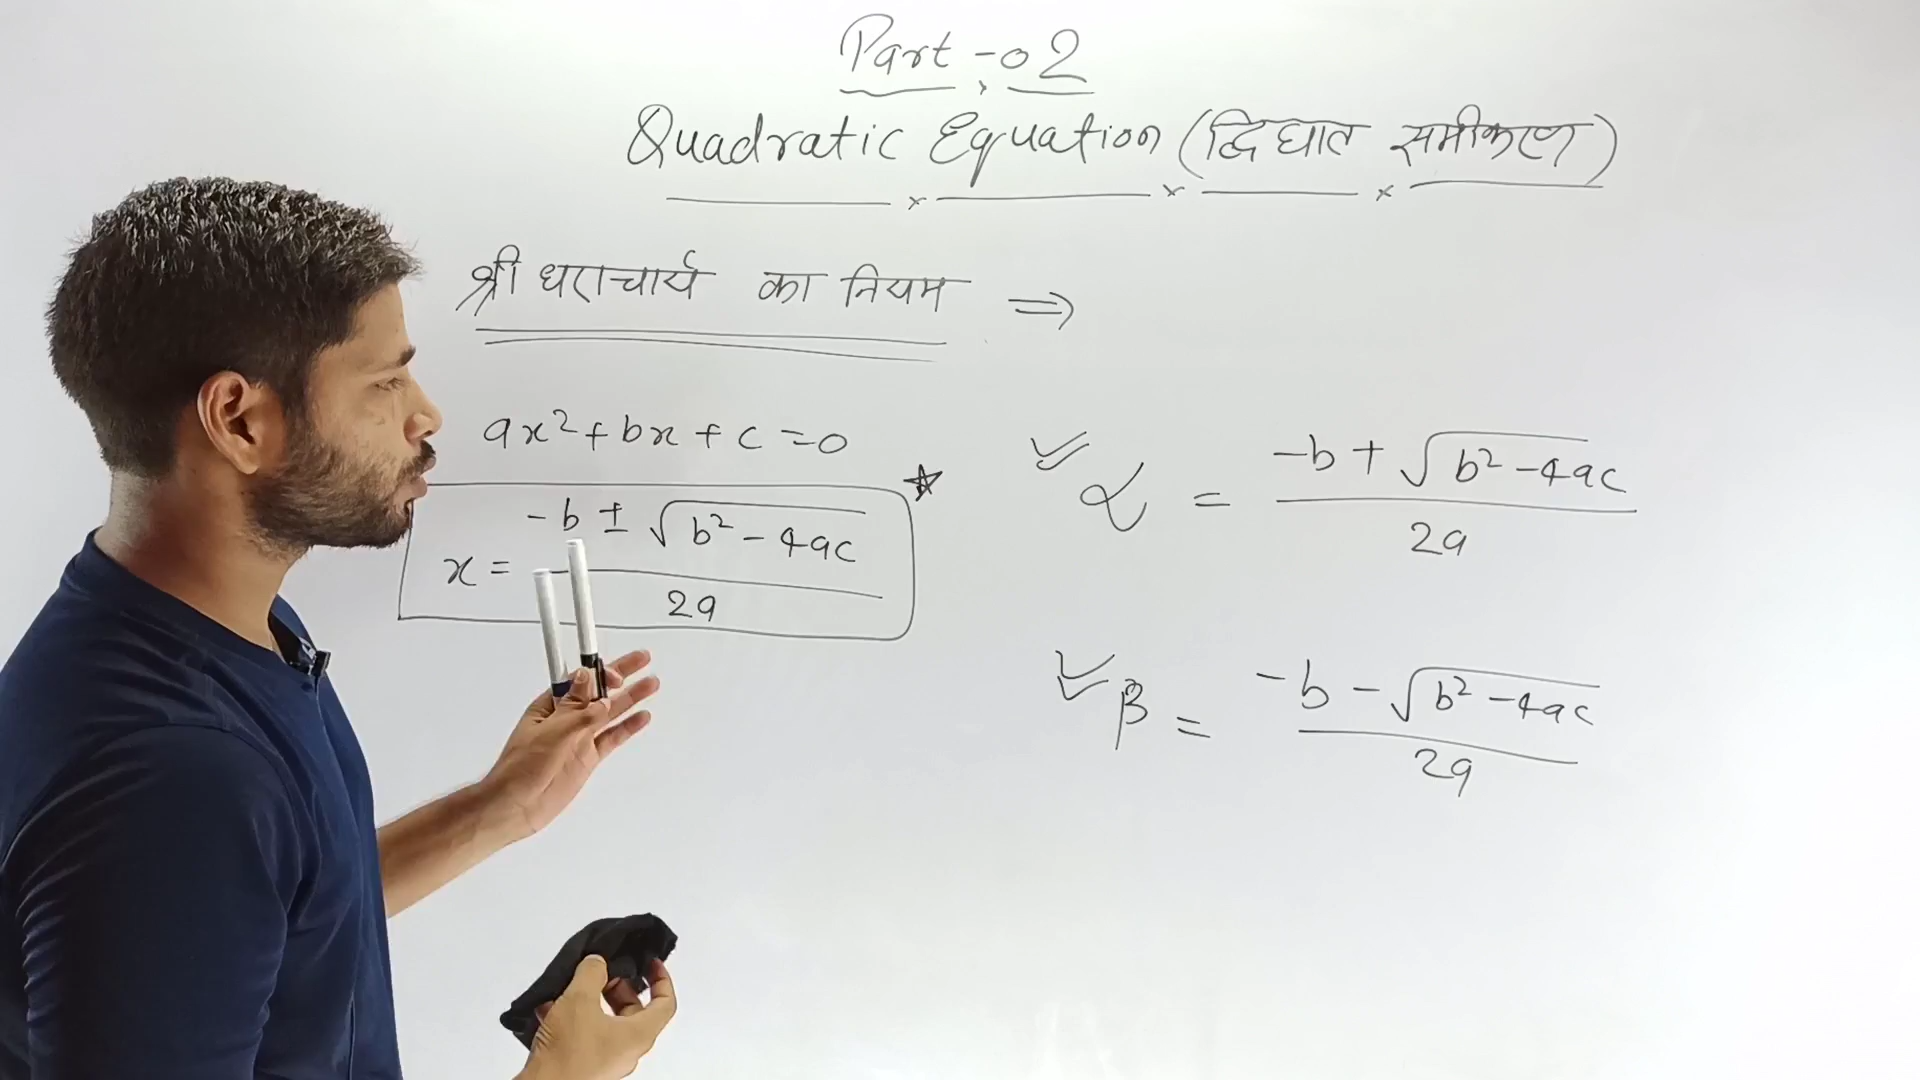 Part-02
Quadratic Equation (द्विघात समीकरण)
श्री धराचार्य का नियम ⇒
ax²+bx+c=0
x = -b ± √b²-4ac / 2a
α = -b + √b²-4ac / 2a
β = -b - √b²-4ac / 2a